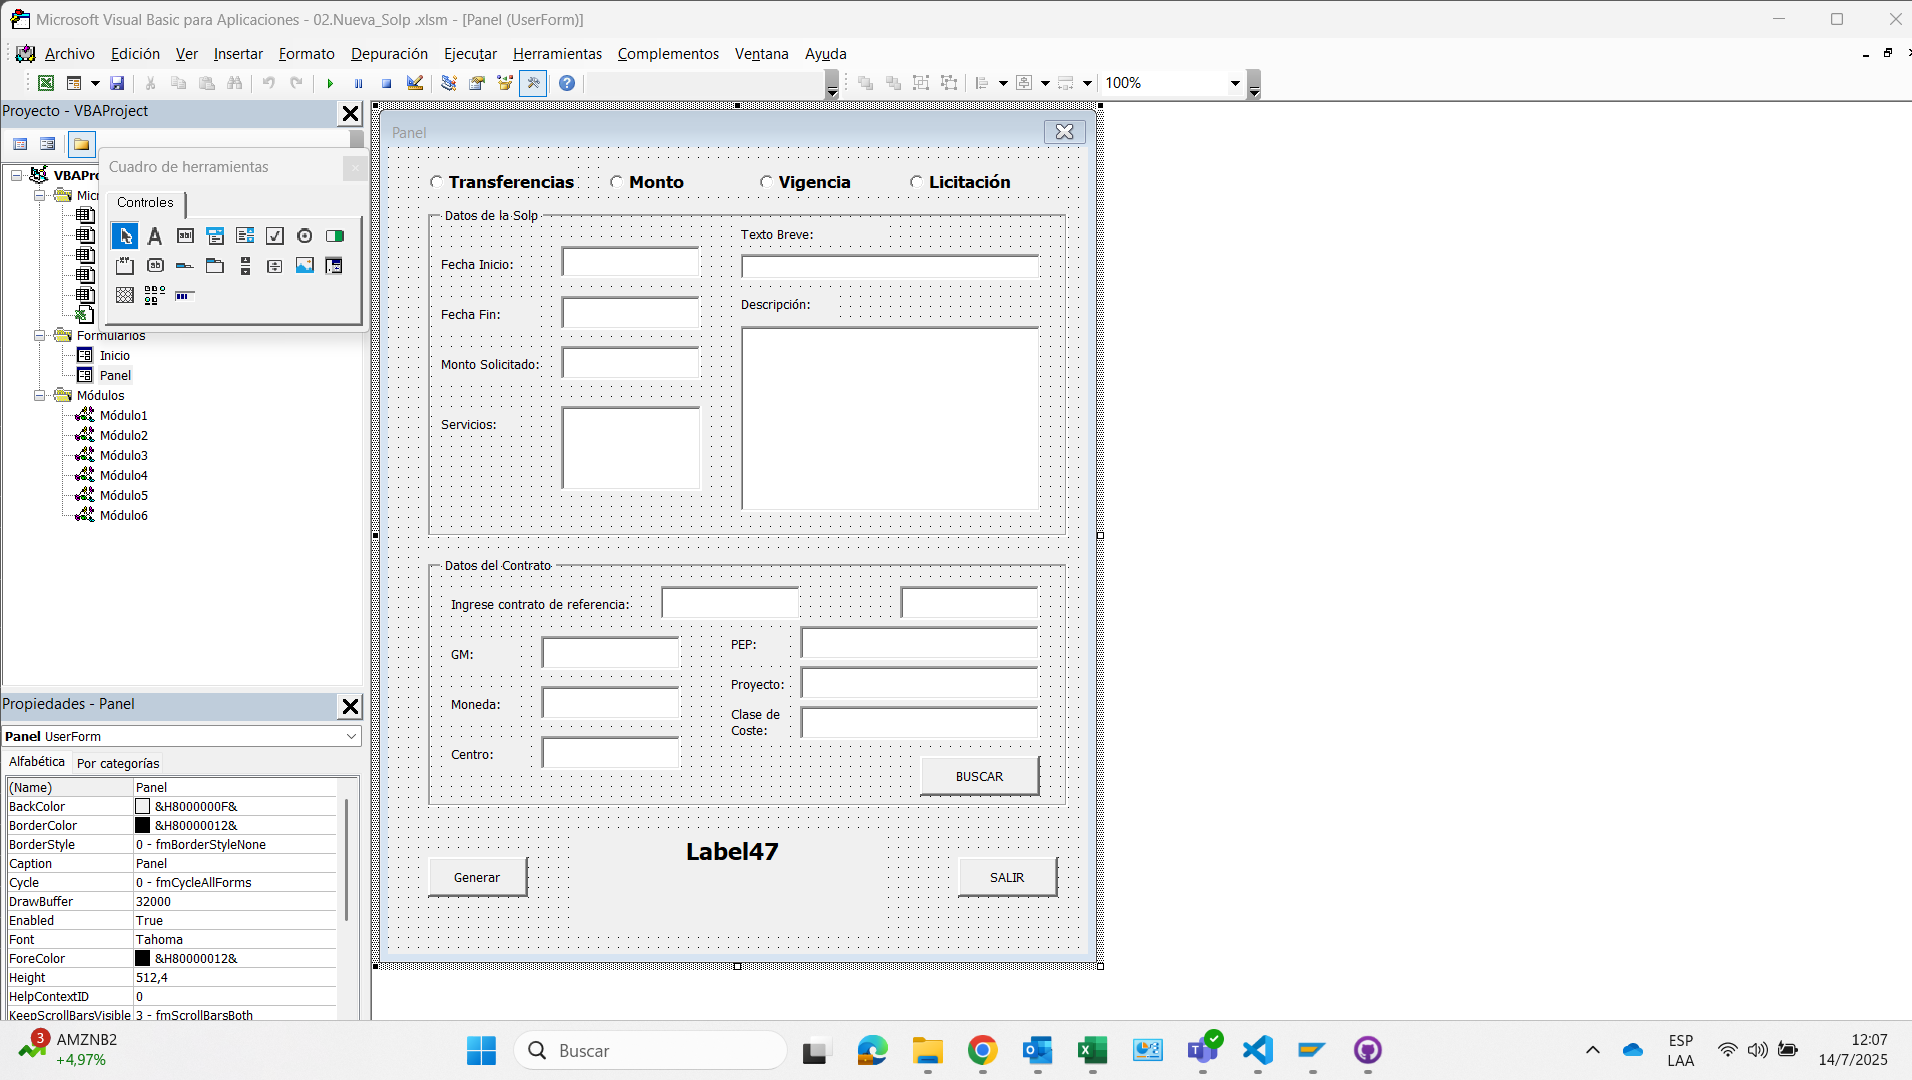 Microsoft Visual Basic para Aplicaciones - 02.Nueva_Solp .xlsm - [Panel (UserForm)]
Archivo Edición Ver Insertar Formato Depuración Ejecutar Herramientas Complementos Ventana Ayuda
100%
Proyecto - VBAProject
Cuadro de herramientas
Controles
VBAPro
Micr
Formularios
Inicio
Panel
Módulos
Módulo1
Módulo2
Módulo3
Módulo4
Módulo5
Módulo6
Propiedades - Panel
Panel UserForm
Alfabética Por categorías
(Name) Panel
BackColor &H8000000F&
BorderColor &H80000012&
BorderStyle 0 - fmBorderStyleNone
Caption Panel
Cycle 0 - fmCycleAllForms
DrawBuffer 32000
Enabled True
Font Tahoma
ForeColor &H80000012&
Height 512,4
HelpContextID 0
KeepScrollBarsVisible 3 - fmScrollBarsBoth
Panel
Transferencias Monto Vigencia Licitación
Datos de la Solp
Texto Breve:
Fecha Inicio:
Descripción:
Fecha Fin:
Monto Solicitado:
Servicios:
Datos del Contrato
Ingrese contrato de referencia:
GM:
PEP:
Moneda:
Proyecto:
Clase de
Coste:
Centro:
BUSCAR
Label47
Generar
SALIR
3
AMZNB2
+4,97%
Buscar
ESP
LAA
12:07
14/7/2025